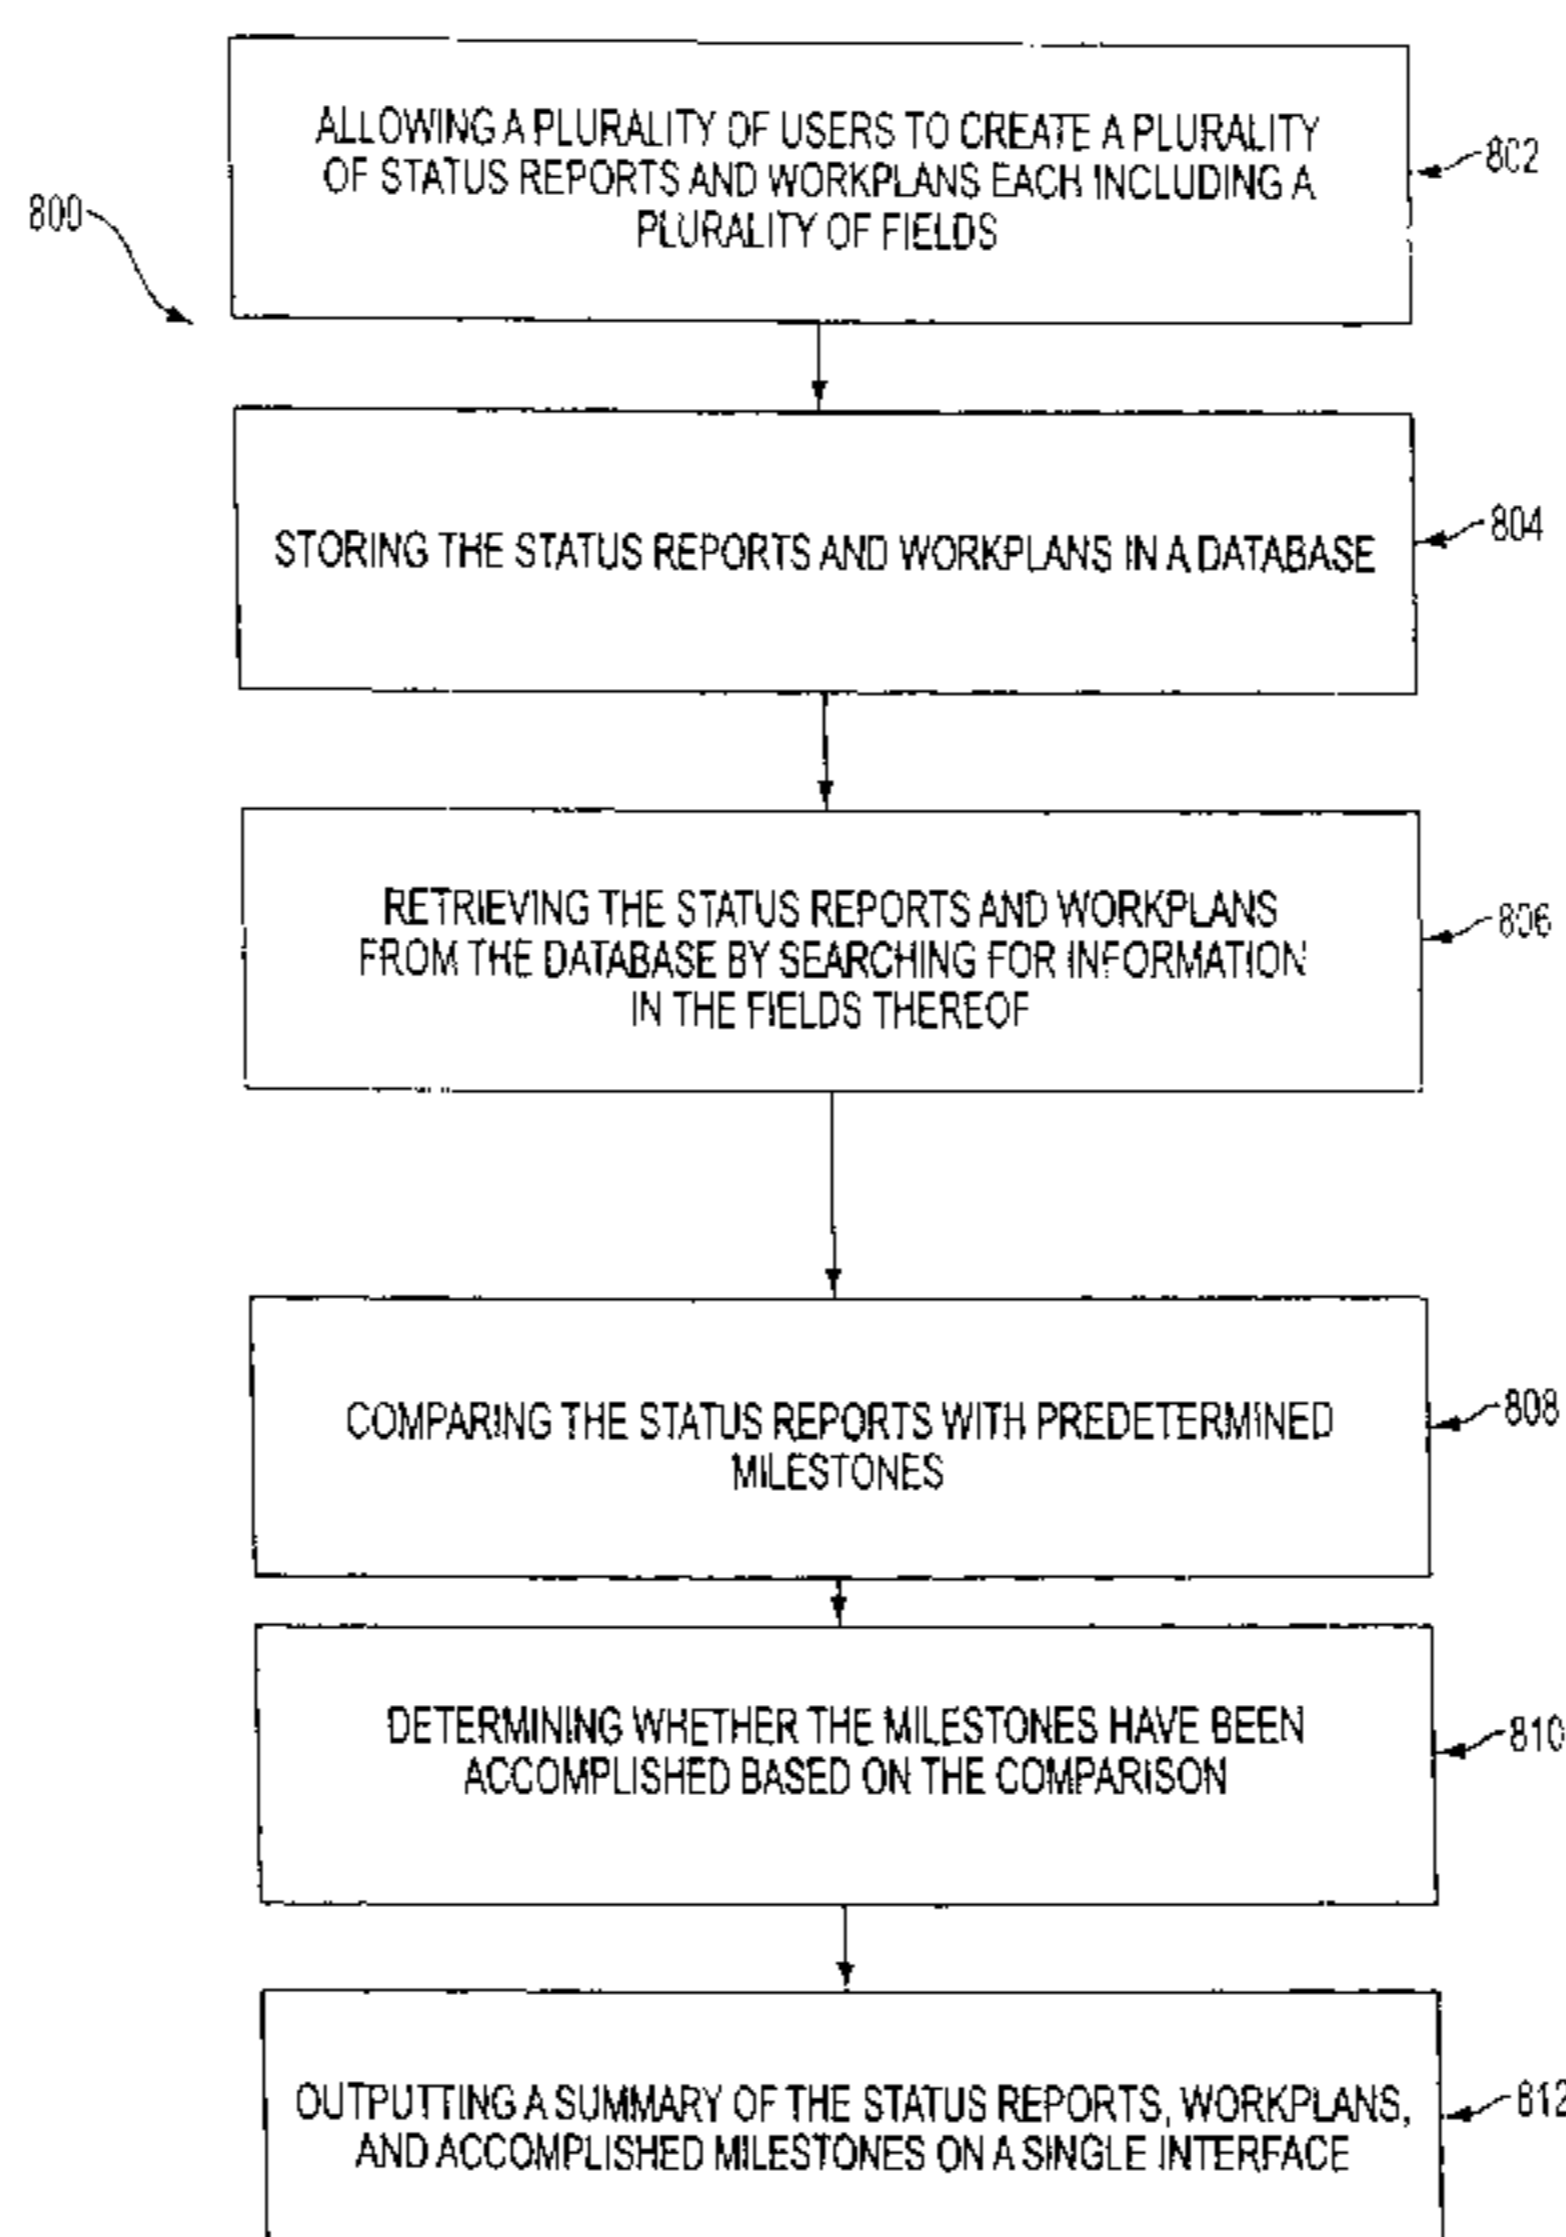 ALLOWING A PLURALITY OF USERS TO CREATE A PLURALITY
OF STATUS REPORTS AND WORKPLANS EACH INCLUDING A
PLURALITY OF FIELDS
802
800
STORING THE STATUS REPORTS AND WORKPLANS IN A DATABASE
804
RETRIEVING THE STATUS REPORTS AND WORKPLANS
FROM THE DATABASE BY SEARCHING FOR INFORMATION
IN THE FIELDS THEREOF
806
COMPARING THE STATUS REPORTS WITH PREDETERMINED
MILESTONES
808
DETERMINING WHETHER THE MILESTONES HAVE BEEN
ACCOMPLISHED BASED ON THE COMPARISON
810
OUTPUTTING A SUMMARY OF THE STATUS REPORTS, WORKPLANS,
AND ACCOMPLISHED MILESTONES ON A SINGLE INTERFACE
812